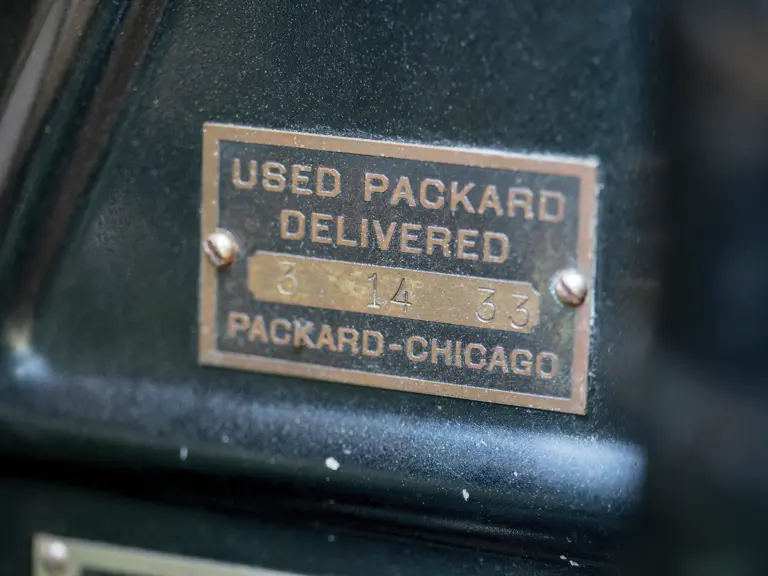 USED PACKARD
DELIVERED
3 14 33
PACKARD-CHICAGO